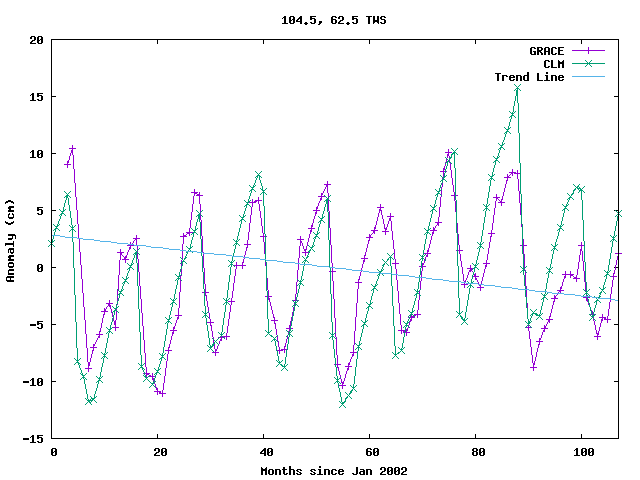 104.5, 62.5 TWS
GRACE
CLM
Trend Line
Anomaly (cm)
20
15
10
5
0
-5
-10
-15
0 20 40 60 80 100
Months since Jan 2002